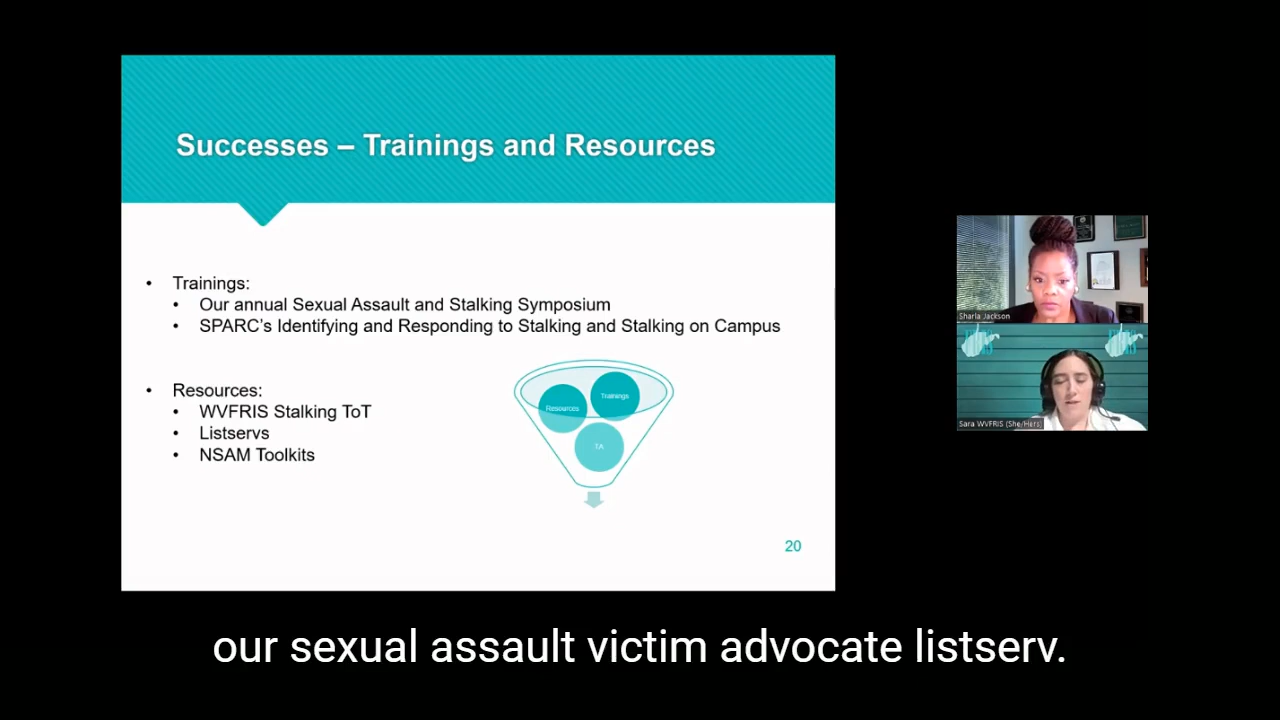 Successes – Trainings and Resources
• Trainings:
• Our annual Sexual Assault and Stalking Symposium
• SPARC's Identifying and Responding to Stalking and Stalking on Campus
• Resources:
• WVFRIS Stalking ToT
• Listservs
• NSAM Toolkits
Resources
Trainings
TA
20
Sharla Jackson
Sara WVFRIS (She/Hers)
our sexual assault victim advocate listserv.